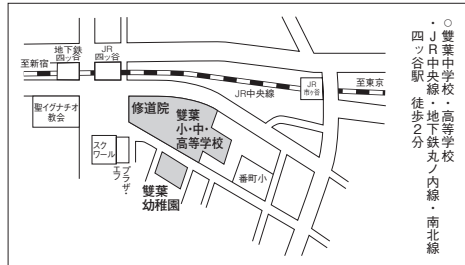 ○雙葉中学校・高等学校
・JR中央線・地下鉄丸ノ内線・南北線
四ッ谷駅 徒歩2分
地下鉄
四ッ谷
JR
四ッ谷
至新宿
JR中央線
JR
市ヶ谷
至東京
聖イグナチオ
教会
修道院
雙葉
小・中・
高等学校
スク
ワール
プラザ・
エフ
雙葉
幼稚園
番町小